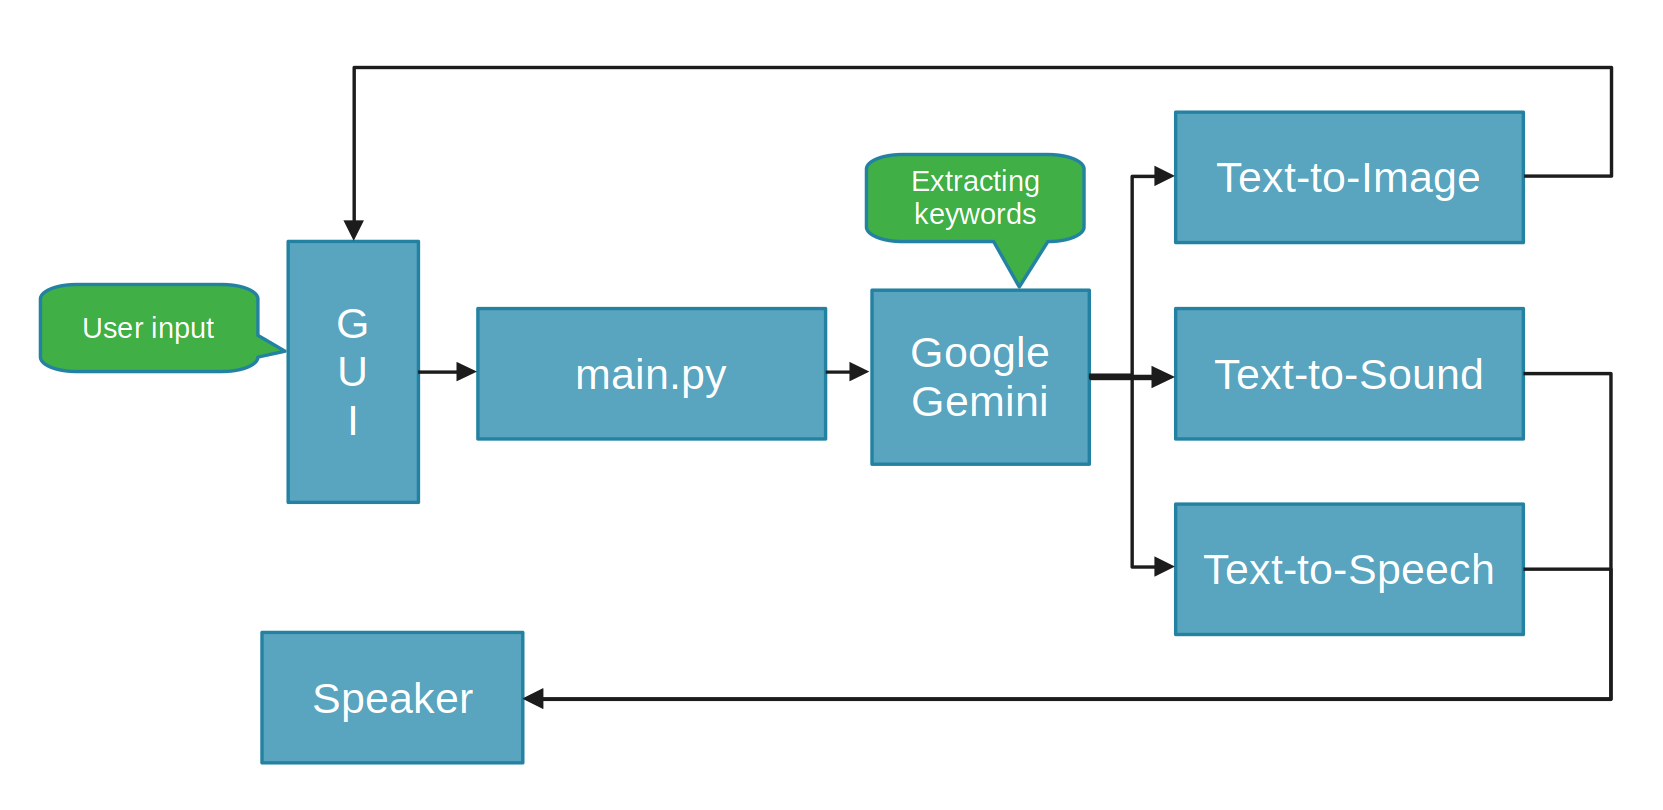 Text-to-Image
Extracting
keywords
User input
G
U
I
main.py
Google
Gemini
Text-to-Sound
Text-to-Speech
Speaker